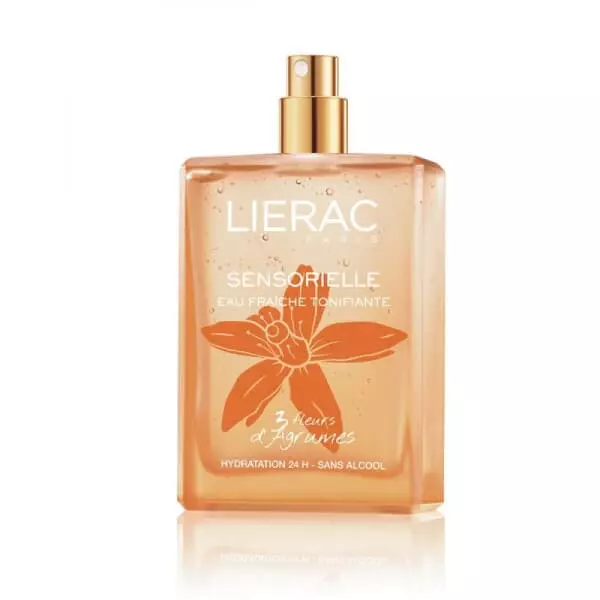 LIERAC
PARIS
SENSORIELLE
EAU FRAÎCHE TONIFIANTE
3 fleurs
d'Agrumes
HYDRATATION 24 H - SANS ALCOOL